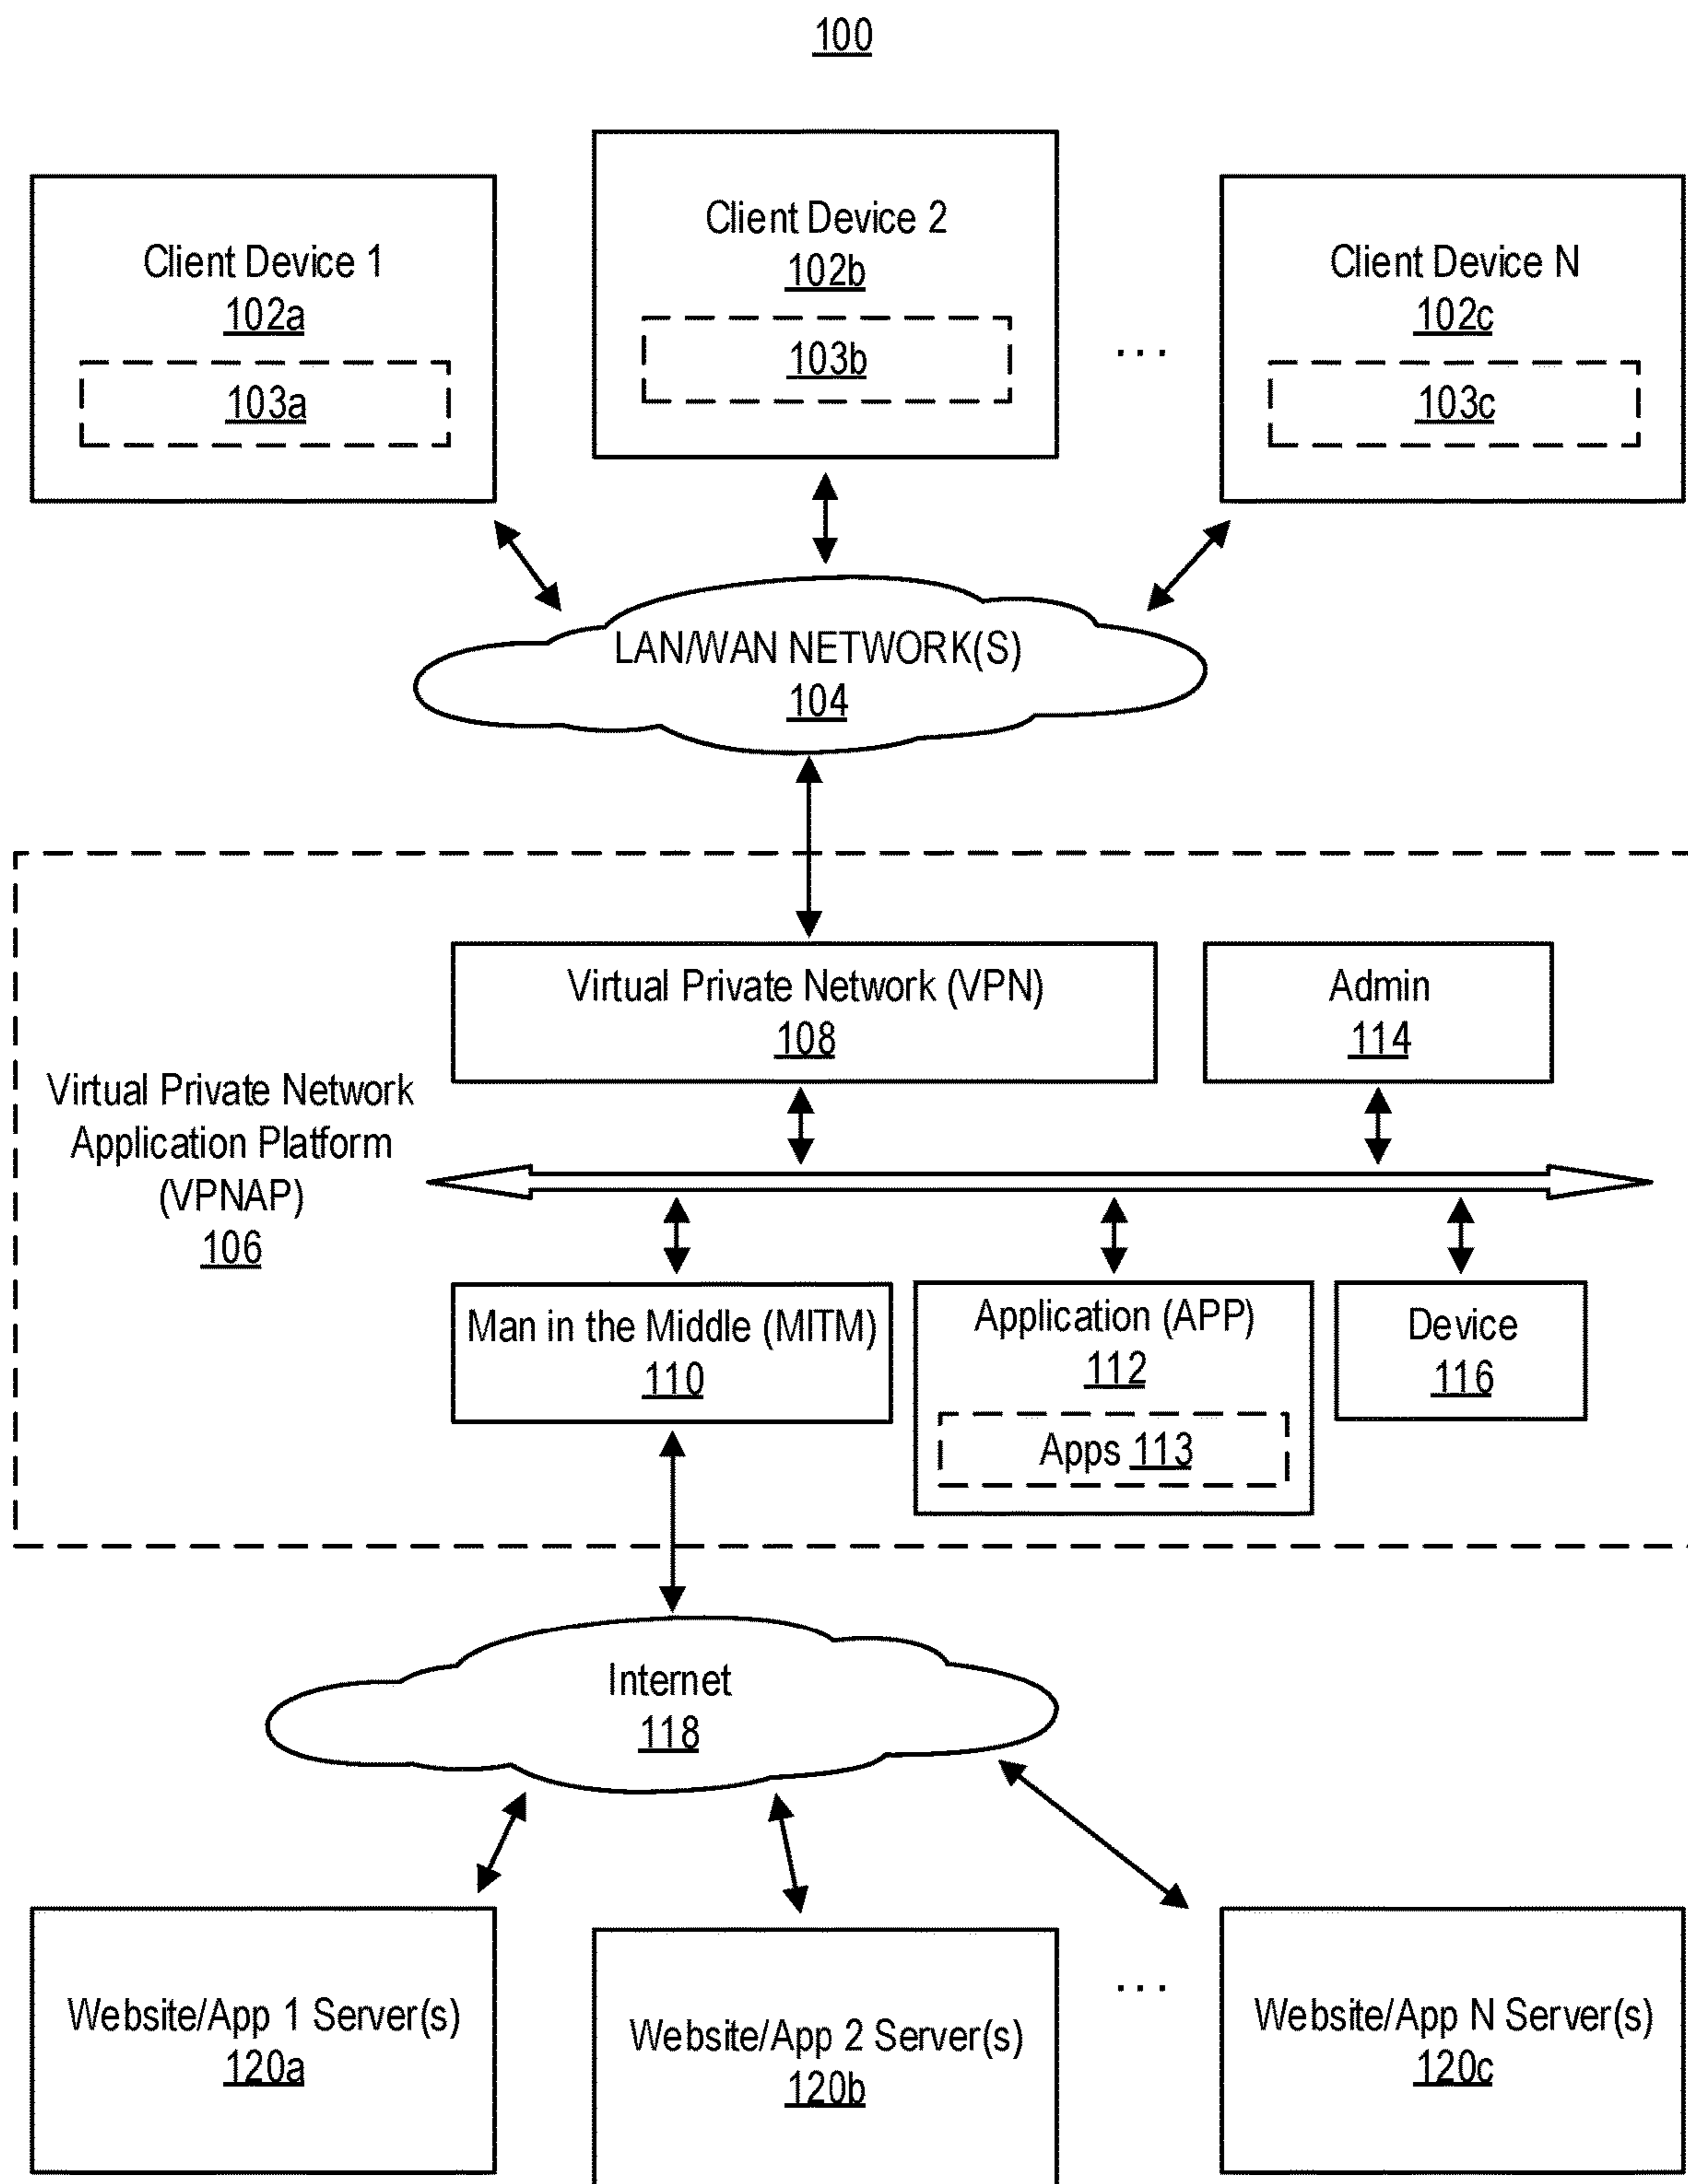 100
Client Device 1
102a
103a
Client Device 2
102b
103b
...
Client Device N
102c
103c
LAN/WAN NETWORK(S)
104
Virtual Private Network
Application Platform
(VPNAP)
106
Virtual Private Network (VPN)
108
Admin
114
Man in the Middle (MITM)
110
Application (APP)
112
Apps 113
Device
116
Internet
118
Website/App 1 Server(s)
120a
Website/App 2 Server(s)
120b
...
Website/App N Server(s)
120c